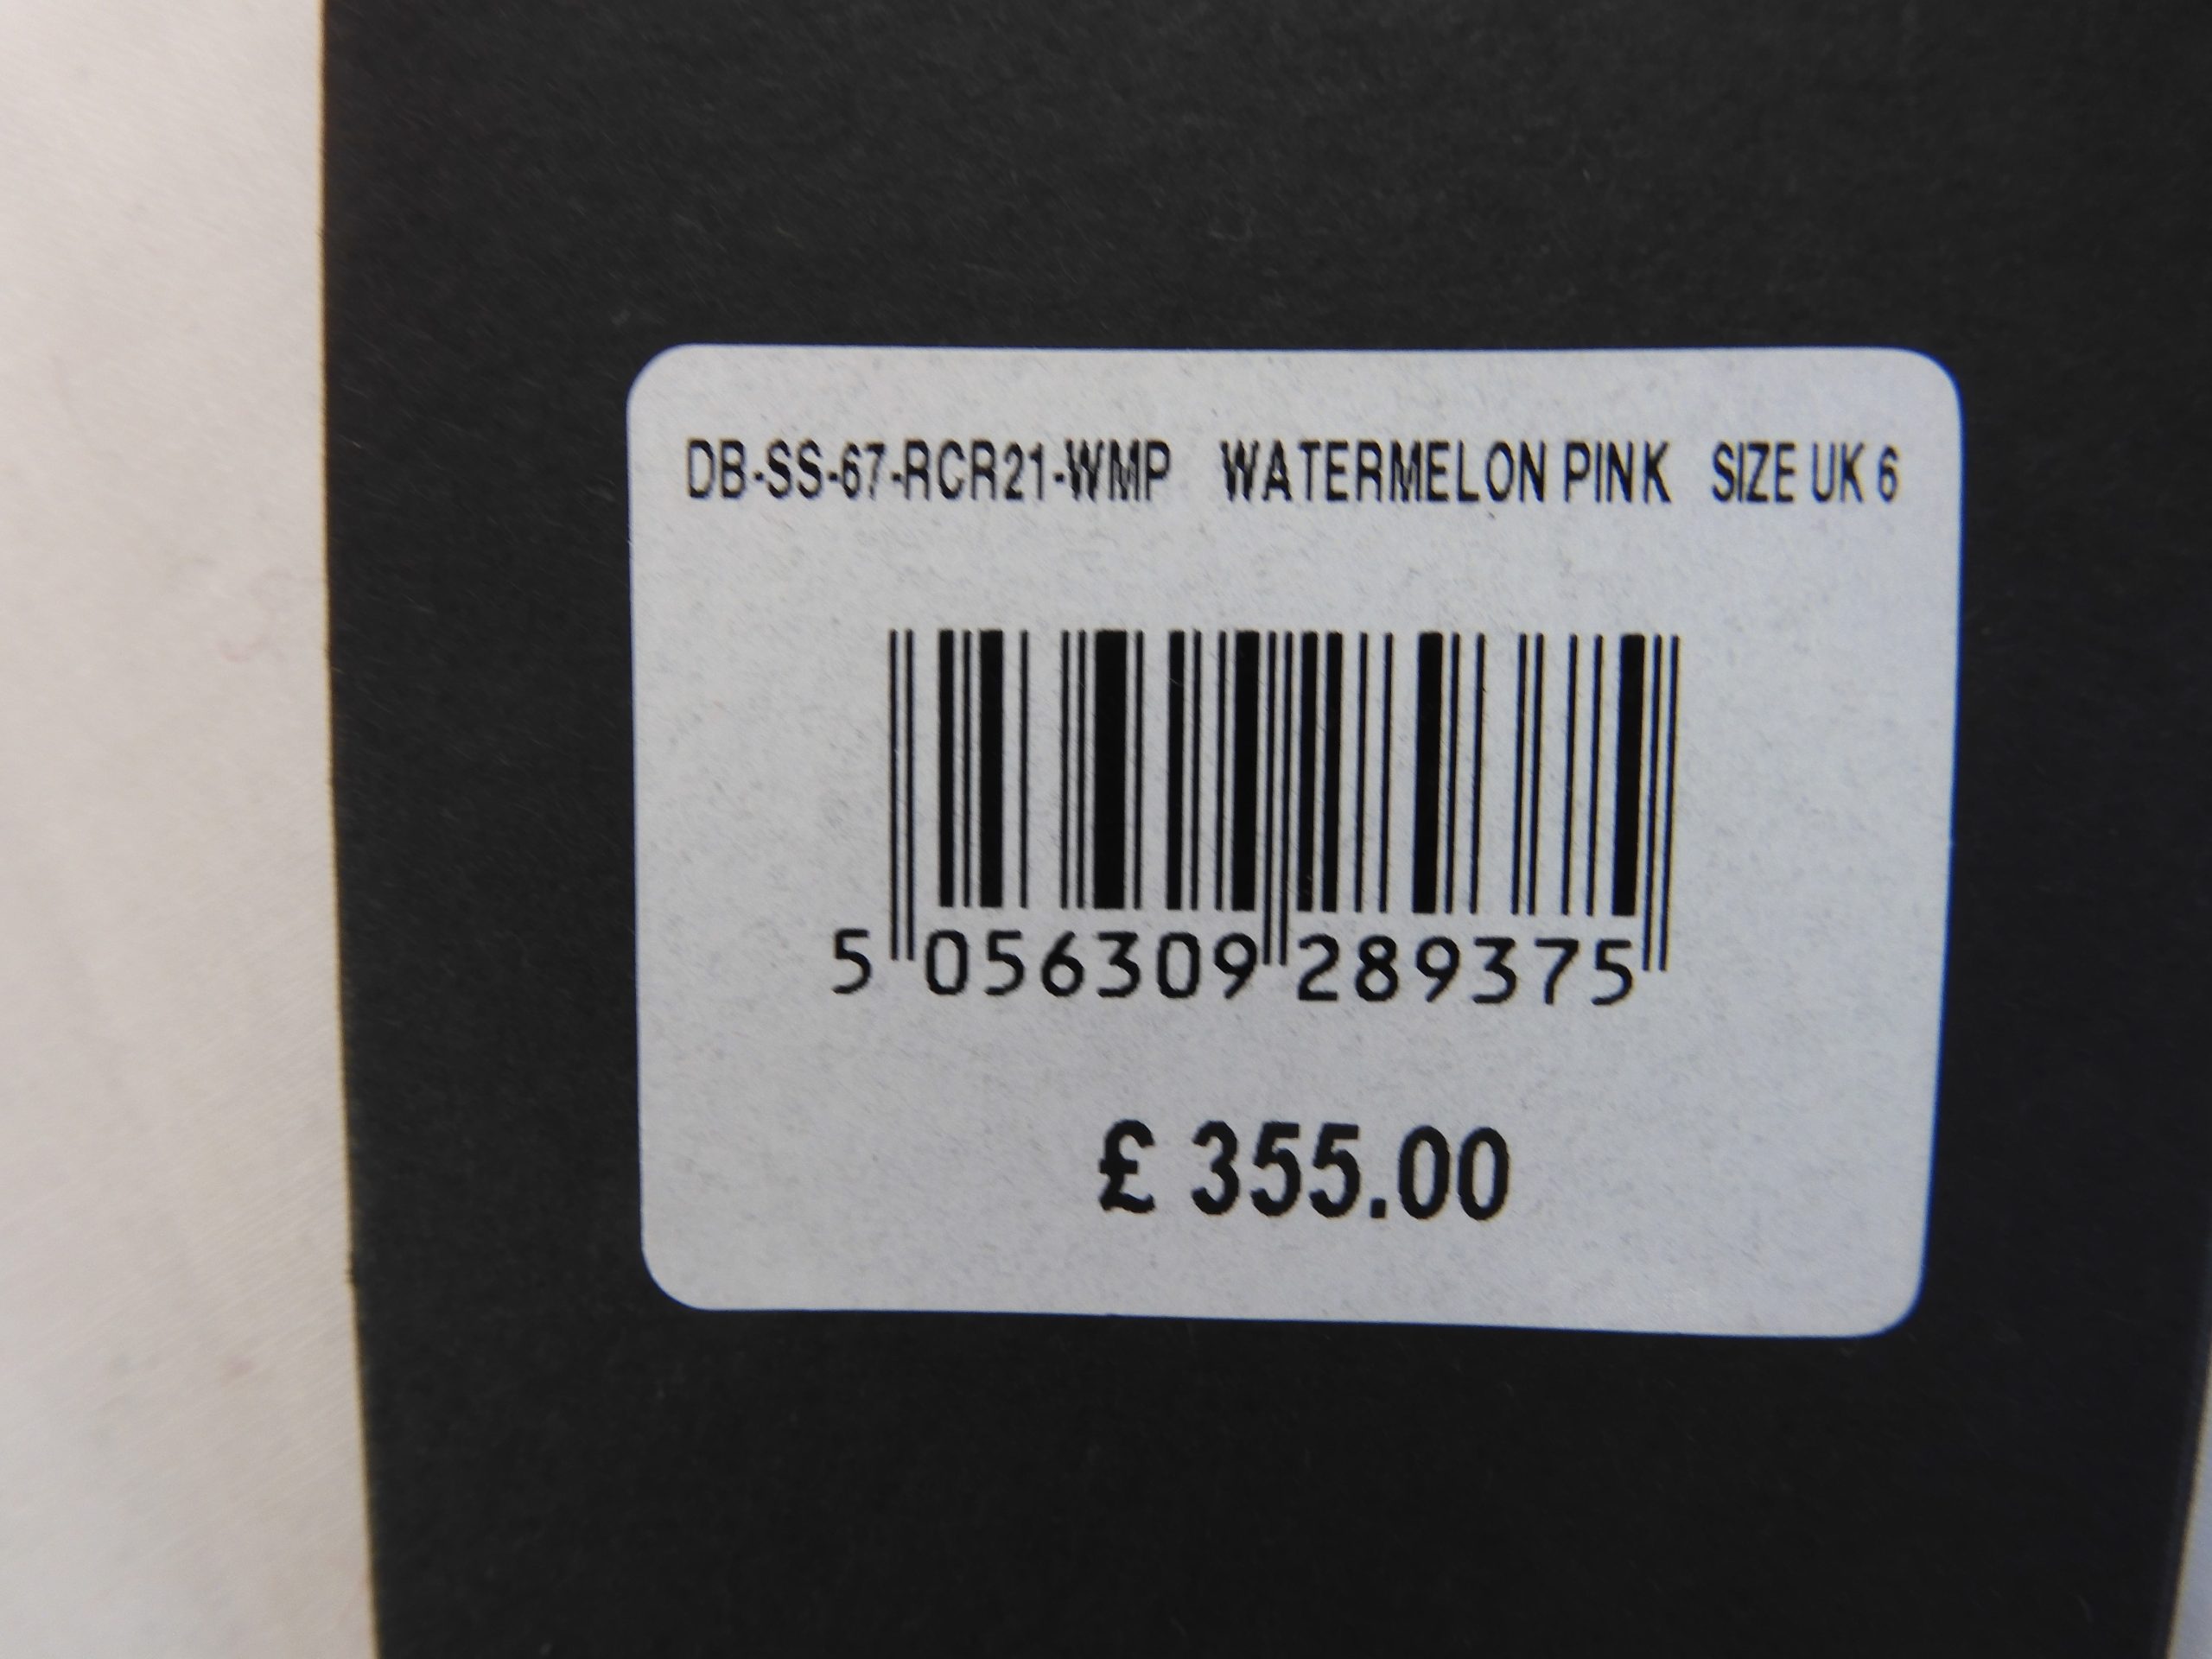 DB-SS-67-RCR21-WMP WATERMELON PINK SIZE UK 6
5 056309 289375
£ 355.00